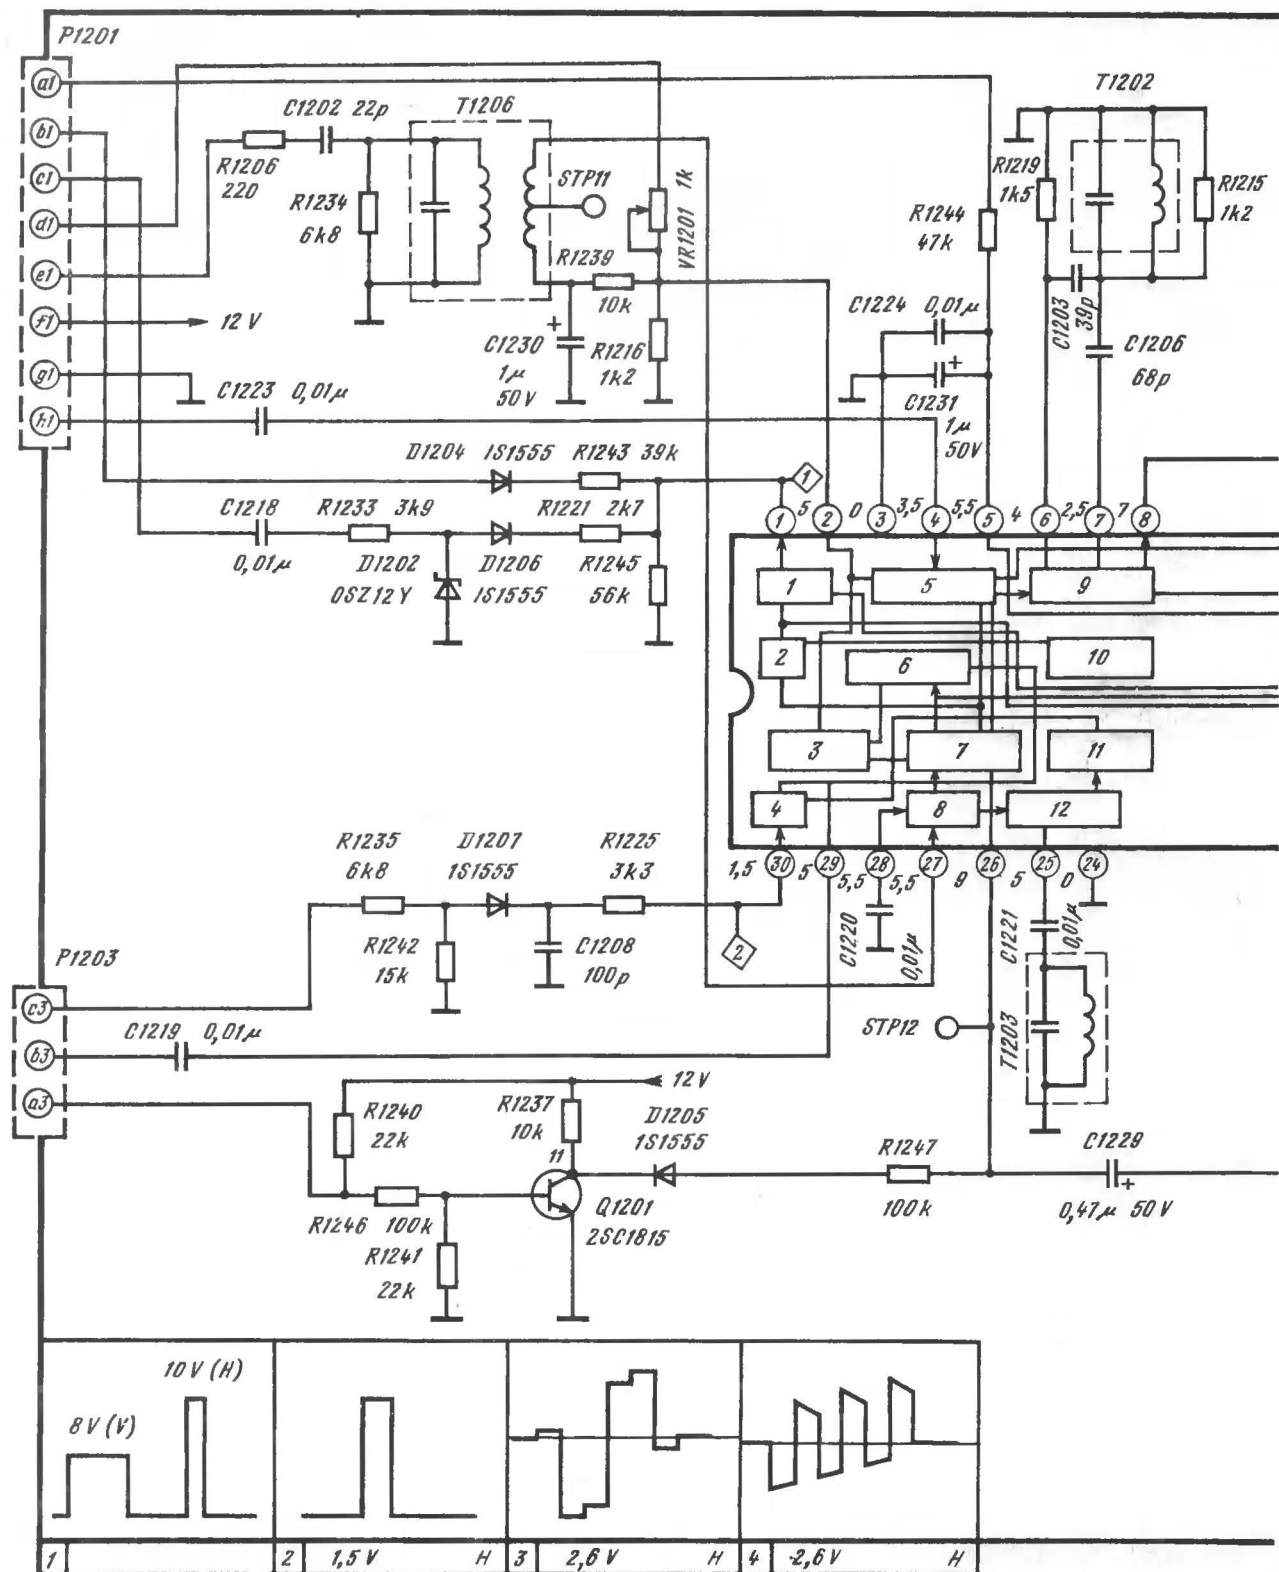 P1201
a1
b1
c1
d1
e1
f1
g1
h1
12 V
C1202 22p
R1206
220
R1234
6k8
T1206
STP11
VR1201 1k
R1239
10k
C1230
+
1µ
50V
R1216
1k2
C1223 0,01µ
R1244
47k
C1224 0,01µ
+
C1231
1µ
50V
T1202
R1219
1k5
R1215
1k2
C1203
39p
C1206
68p
D1204 IS1555 R1243 39k
C1218
0,01µ
R1233 3k9
D1202
OSZ12Y
D1206
IS1555
R1221 2k7
R1245
56k
1
1 5 2 0 3 3,5 4 5,5 5 4 6 2,5 7 7 8
1
5
9
2
10
6
3
7
11
4
8
12
1,5 30 5 29 5,5 28 5,5 27 9 26 5 25 0 24
R1235
6k8
D1207
1S1555
R1225
3k3
R1242
15k
C1208
100p
2
C1220
0,01µ
C1221
0,01µ
T1203
STP12
P1203
c3
b3
a3
C1219 0,01µ
12 V
R1240
22k
R1237
10k
11
D1205
1S1555
R1247
100k
C1229
+
0,47µ 50V
R1246 100k
R1241
22k
Q1201
2SC1815
10V (H)
8V (V)
1
2 1,5 V H
3 2,6 V H
4 2,6 V H